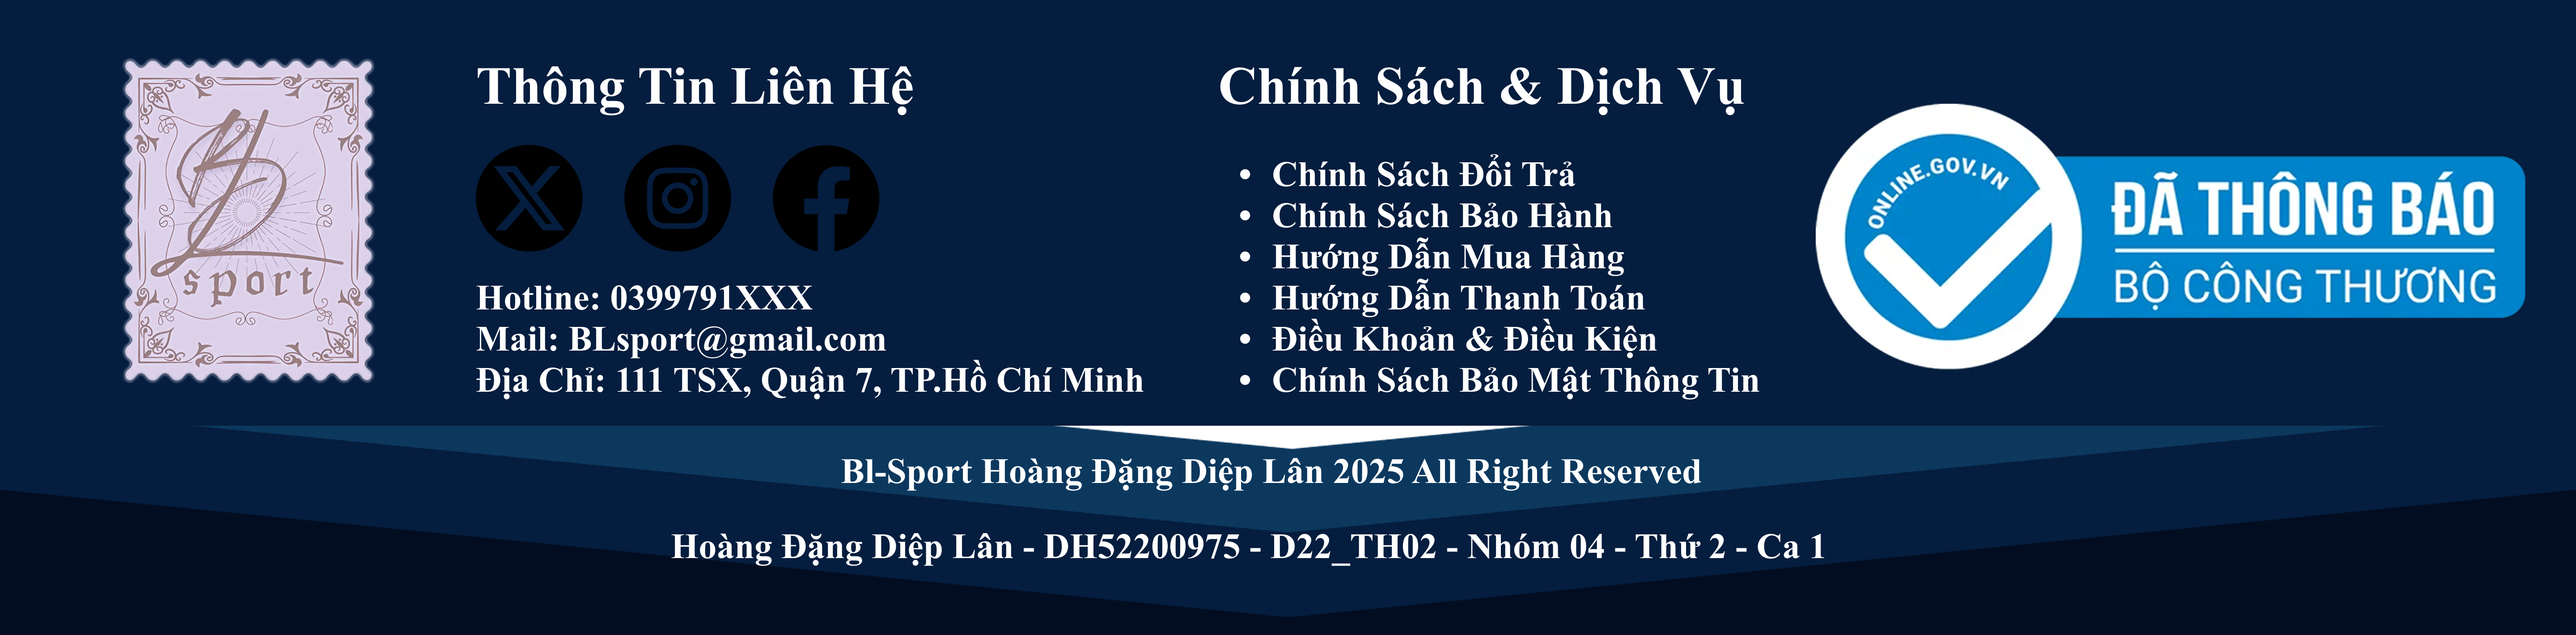 BL
sport
Thông Tin Liên Hệ
Hotline: 0399791XXX
Mail: BLsport@gmail.com
Địa Chỉ: 111 TSX, Quận 7, TP.Hồ Chí Minh
Chính Sách & Dịch Vụ
• Chính Sách Đổi Trả
• Chính Sách Bảo Hành
• Hướng Dẫn Mua Hàng
• Hướng Dẫn Thanh Toán
• Điều Khoản & Điều Kiện
• Chính Sách Bảo Mật Thông Tin
ONLINE.GOV.VN
ĐÃ THÔNG BÁO
BỘ CÔNG THƯƠNG
Bl-Sport Hoàng Đặng Diệp Lân 2025 All Right Reserved
Hoàng Đặng Diệp Lân - DH52200975 - D22_TH02 - Nhóm 04 - Thứ 2 - Ca 1